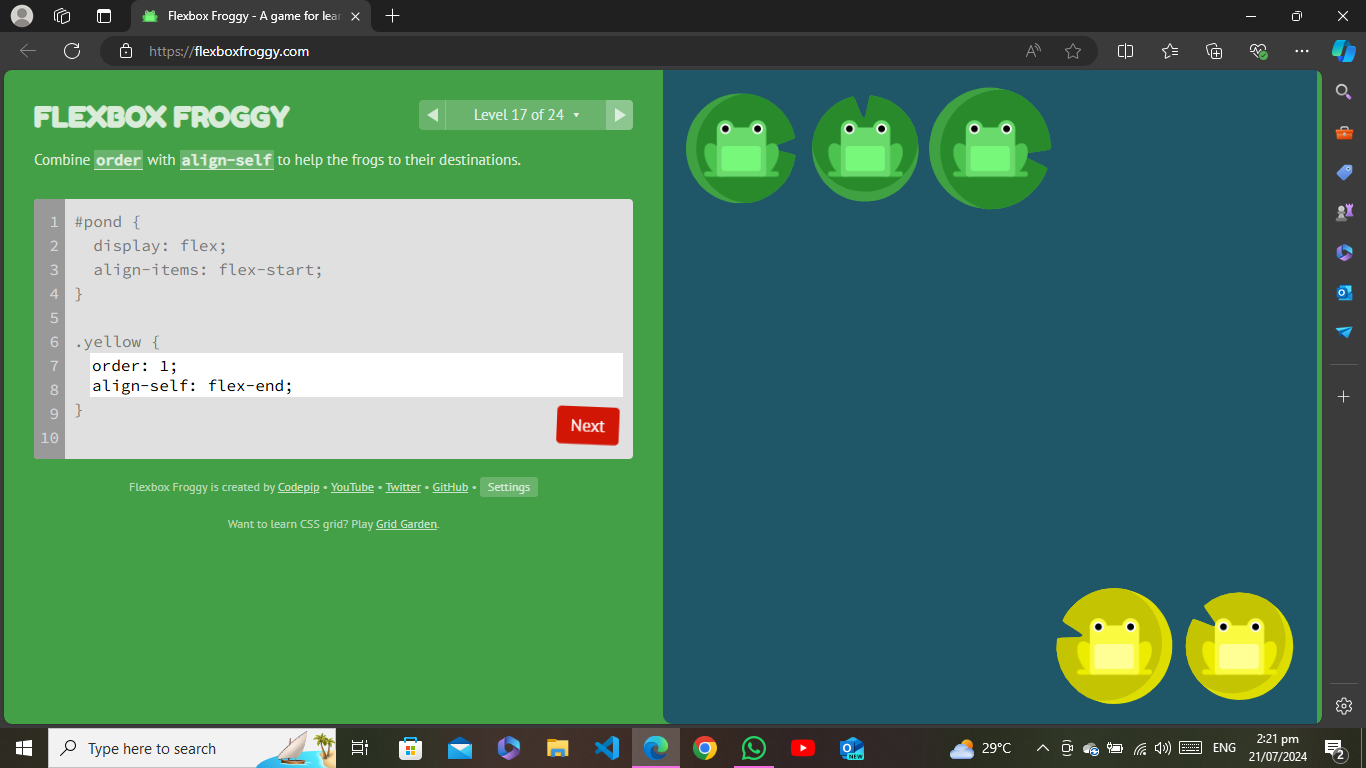 Flexbox Froggy - A game for lear
https://flexboxfroggy.com
FLEXBOX FROGGY
Level 17 of 24
Combine order with align-self to help the frogs to their destinations.
1 #pond {
2 display: flex;
3 align-items: flex-start;
4 }
5
6 .yellow {
7 order: 1;
8 align-self: flex-end;
9 }
10
Next
Flexbox Froggy is created by Codepip • YouTube • Twitter • GitHub • Settings
Want to learn CSS grid? Play Grid Garden.
Type here to search
NEW
29°C
ENG
2:21 pm
21/07/2024
2